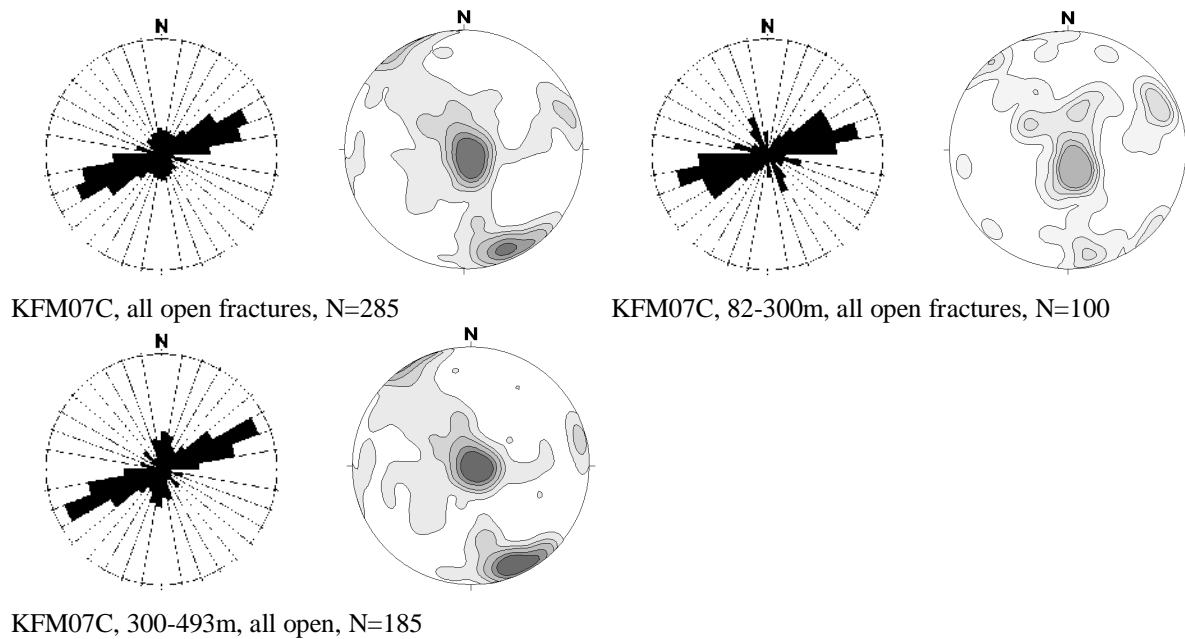 N
N
N
N
KFM07C, all open fractures, N=285
KFM07C, 82-300m, all open fractures, N=100
N
N
KFM07C, 300-493m, all open, N=185